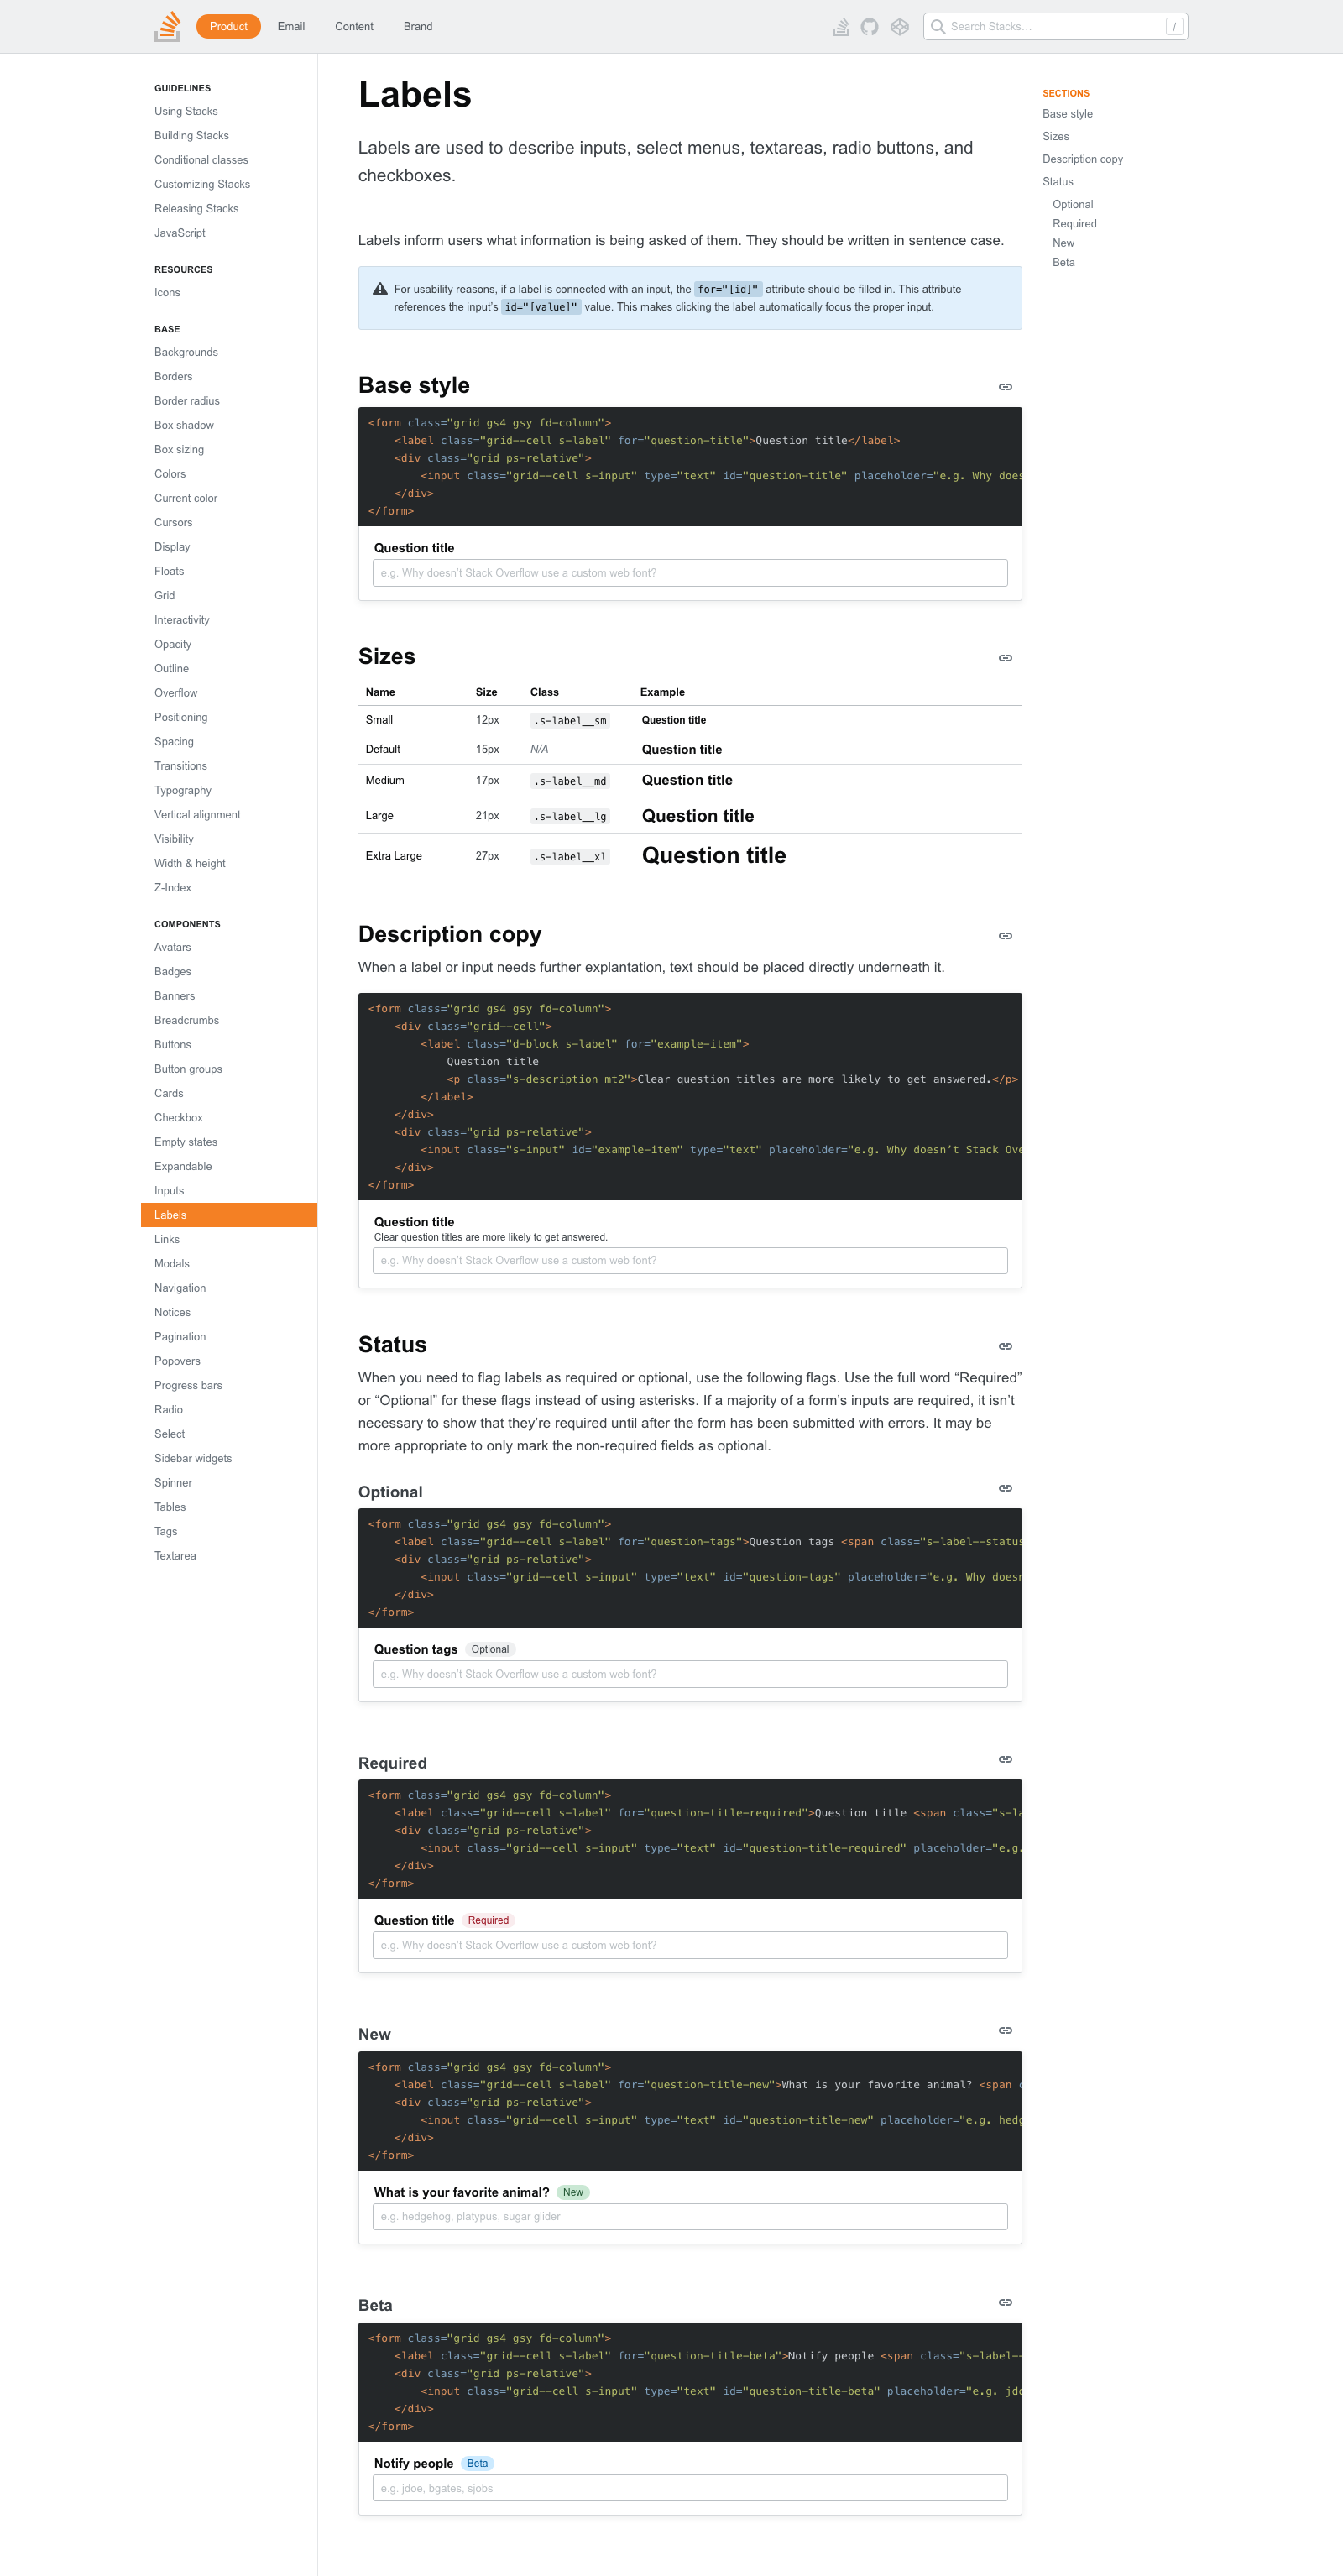 Product
Email
Content
Brand
Search Stacks…
/
GUIDELINES
Using Stacks
Building Stacks
Conditional classes
Customizing Stacks
Releasing Stacks
JavaScript
RESOURCES
Icons
BASE
Backgrounds
Borders
Border radius
Box shadow
Box sizing
Colors
Current color
Cursors
Display
Floats
Grid
Interactivity
Opacity
Outline
Overflow
Positioning
Spacing
Transitions
Typography
Vertical alignment
Visibility
Width & height
Z-Index
COMPONENTS
Avatars
Badges
Banners
Breadcrumbs
Buttons
Button groups
Cards
Checkbox
Empty states
Expandable
Inputs
Labels
Links
Modals
Navigation
Notices
Pagination
Popovers
Progress bars
Radio
Select
Sidebar widgets
Spinner
Tables
Tags
Textarea
Labels
Labels are used to describe inputs, select menus, textareas, radio buttons, and
checkboxes.
Labels inform users what information is being asked of them. They should be written in sentence case.
For usability reasons, if a label is connected with an input, the for="[id]" attribute should be filled in. This attribute
references the input’s id="[value]" value. This makes clicking the label automatically focus the proper input.
Base style
<form class="grid gs4 gsy fd-column">
<label class="grid--cell s-label" for="question-title">Question title</label>
<div class="grid ps-relative">
<input class="grid--cell s-input" type="text" id="question-title" placeholder="e.g. Why does
</div>
</form>
Question title
e.g. Why doesn’t Stack Overflow use a custom web font?
Sizes
Name Size Class Example
Small 12px .s-label__sm Question title
Default 15px N/A Question title
Medium 17px .s-label__md Question title
Large 21px .s-label__lg Question title
Extra Large 27px .s-label__xl Question title
Description copy
When a label or input needs further explantation, text should be placed directly underneath it.
<form class="grid gs4 gsy fd-column">
<div class="grid--cell">
<label class="d-block s-label" for="example-item">
Question title
<p class="s-description mt2">Clear question titles are more likely to get answered.</p>
</label>
</div>
<div class="grid ps-relative">
<input class="s-input" id="example-item" type="text" placeholder="e.g. Why doesn’t Stack Ove
</div>
</form>
Question title
Clear question titles are more likely to get answered.
e.g. Why doesn’t Stack Overflow use a custom web font?
Status
When you need to flag labels as required or optional, use the following flags. Use the full word “Required”
or “Optional” for these flags instead of using asterisks. If a majority of a form’s inputs are required, it isn’t
necessary to show that they’re required until after the form has been submitted with errors. It may be
more appropriate to only mark the non-required fields as optional.
Optional
<form class="grid gs4 gsy fd-column">
<label class="grid--cell s-label" for="question-tags">Question tags <span class="s-label--status
<div class="grid ps-relative">
<input class="grid--cell s-input" type="text" id="question-tags" placeholder="e.g. Why doesn
</div>
</form>
Question tags Optional
e.g. Why doesn’t Stack Overflow use a custom web font?
Required
<form class="grid gs4 gsy fd-column">
<label class="grid--cell s-label" for="question-title-required">Question title <span class="s-la
<div class="grid ps-relative">
<input class="grid--cell s-input" type="text" id="question-title-required" placeholder="e.g.
</div>
</form>
Question title Required
e.g. Why doesn’t Stack Overflow use a custom web font?
New
<form class="grid gs4 gsy fd-column">
<label class="grid--cell s-label" for="question-title-new">What is your favorite animal? <span c
<div class="grid ps-relative">
<input class="grid--cell s-input" type="text" id="question-title-new" placeholder="e.g. hedg
</div>
</form>
What is your favorite animal? New
e.g. hedgehog, platypus, sugar glider
Beta
<form class="grid gs4 gsy fd-column">
<label class="grid--cell s-label" for="question-title-beta">Notify people <span class="s-label--
<div class="grid ps-relative">
<input class="grid--cell s-input" type="text" id="question-title-beta" placeholder="e.g. jdo
</div>
</form>
Notify people Beta
e.g. jdoe, bgates, sjobs
SECTIONS
Base style
Sizes
Description copy
Status
Optional
Required
New
Beta